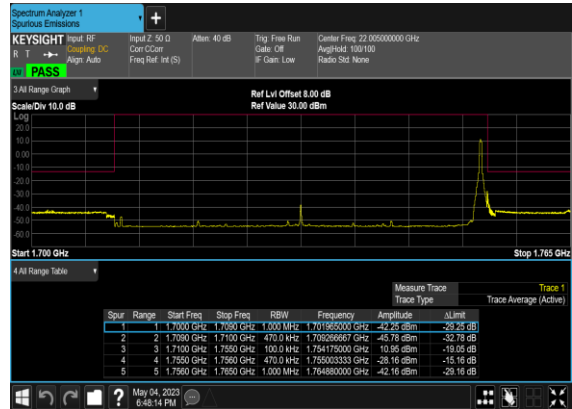 Spectrum Analyzer 1
Spurious Emissions
+
KEYSIGHT Input: RF Input Z: 50 Ω Atten: 40 dB Trig: Free Run Center Freq: 22.005000000 GHz
R T Coupling: DC Corr CCorr Gate: Off Avg|Hold: 100/100
Align: Auto Freq Ref: Int (S) IF Gain: Low Radio Std: None
PASS
3 All Range Graph
Ref Lvl Offset 8.00 dB
Scale/Div 10.0 dB Ref Value 30.00 dBm
Log
20.0
10.0
0.00
-10.0
-20.0
-30.0
-40.0
-50.0
-60.0
Start 1.700 GHz Stop 1.765 GHz
4 All Range Table
Measure Trace Trace 1
Trace Type Trace Average (Active)
Spur Range Start Freq Stop Freq RBW Frequency Amplitude ΔLimit
1 1 1.7000 GHz 1.7090 GHz 1.000 MHz 1.701965000 GHz -42.25 dBm -29.25 dB
2 2 1.7090 GHz 1.7100 GHz 470.0 kHz 1.709266667 GHz -45.78 dBm -32.78 dB
3 3 1.7100 GHz 1.7550 GHz 100.0 kHz 1.754175000 GHz 10.95 dBm -19.05 dB
4 4 1.7550 GHz 1.7560 GHz 470.0 kHz 1.755003333 GHz -28.16 dBm -15.16 dB
5 5 1.7560 GHz 1.7650 GHz 1.000 MHz 1.764880000 GHz -42.16 dBm -29.16 dB
? May 04, 2023
6:48:14 PM